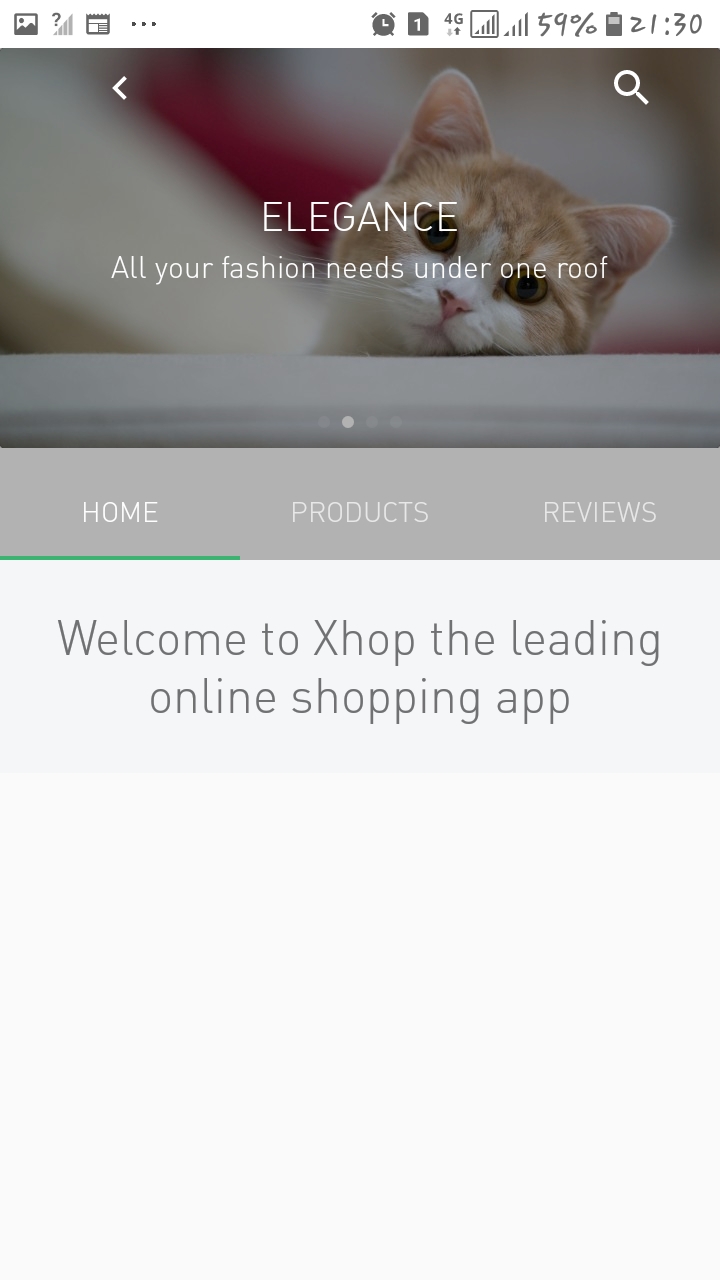 4G 59% 21:30
ELEGANCE
All your fashion needs under one roof
HOME PRODUCTS REVIEWS
Welcome to Xhop the leading
online shopping app